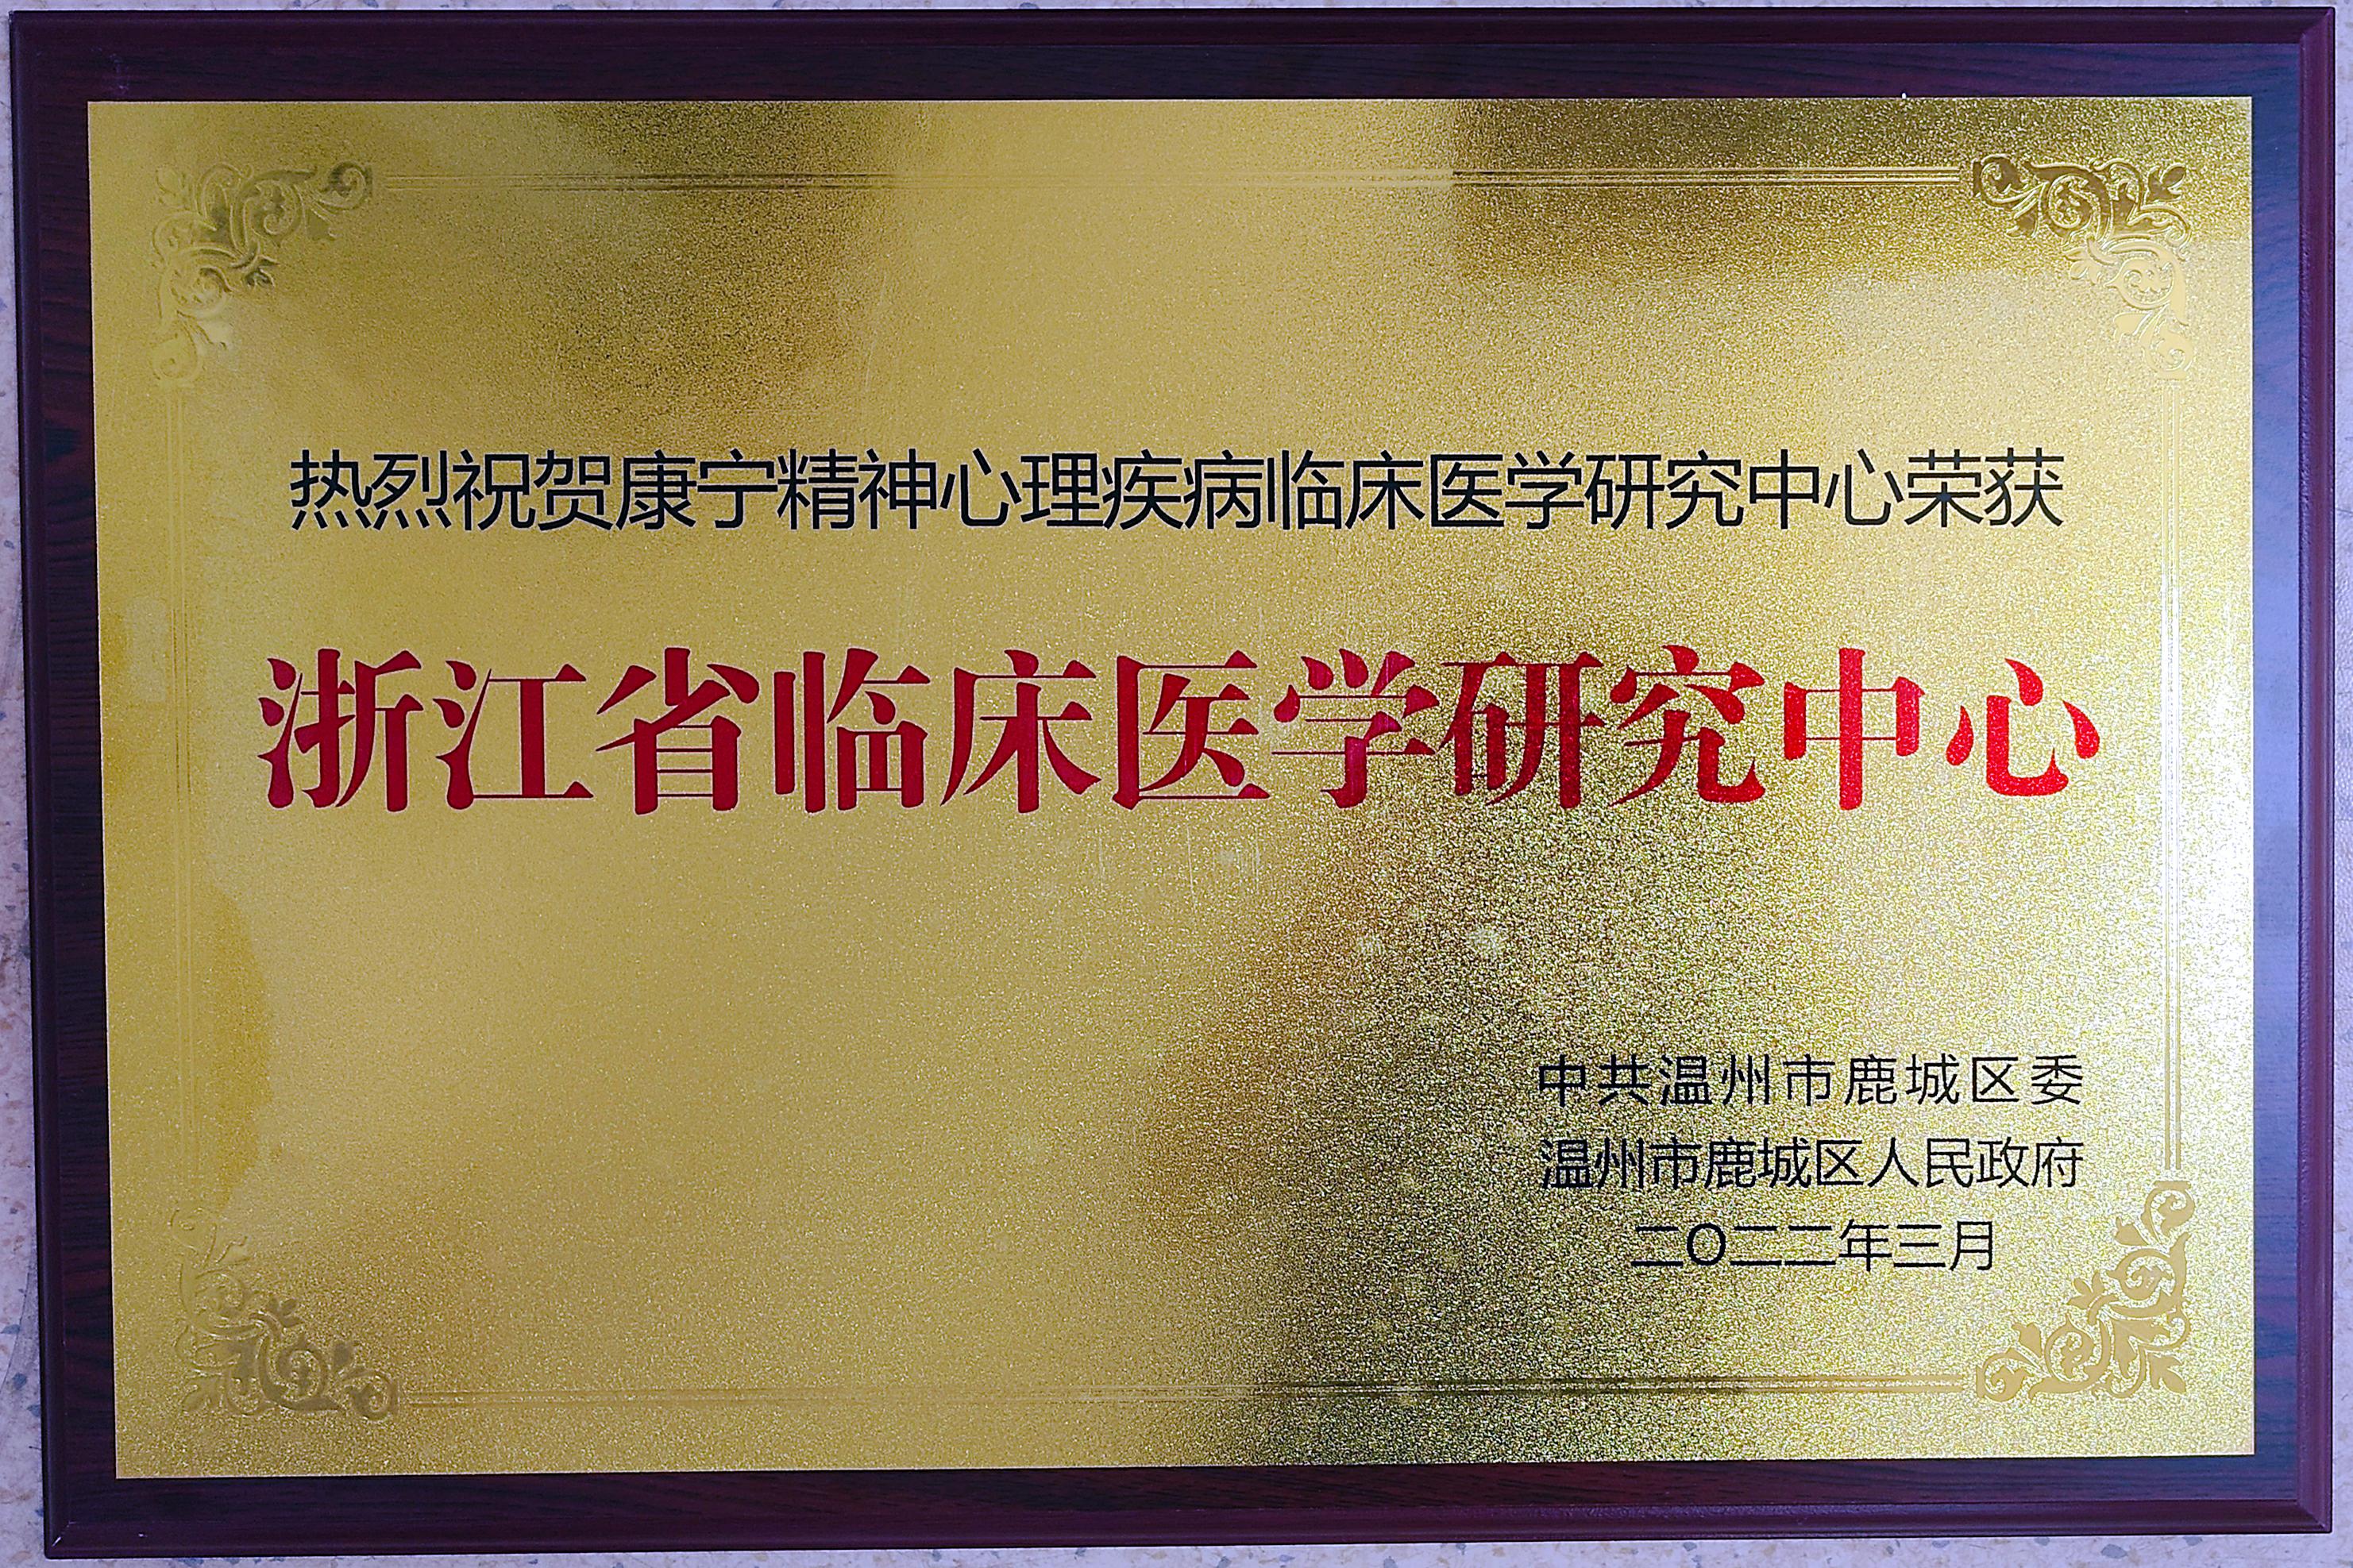 热烈祝贺康宁精神心理疾病临床医学研究中心荣获
浙江省临床医学研究中心
中共温州市鹿城区委
温州市鹿城区人民政府
二〇二二年三月